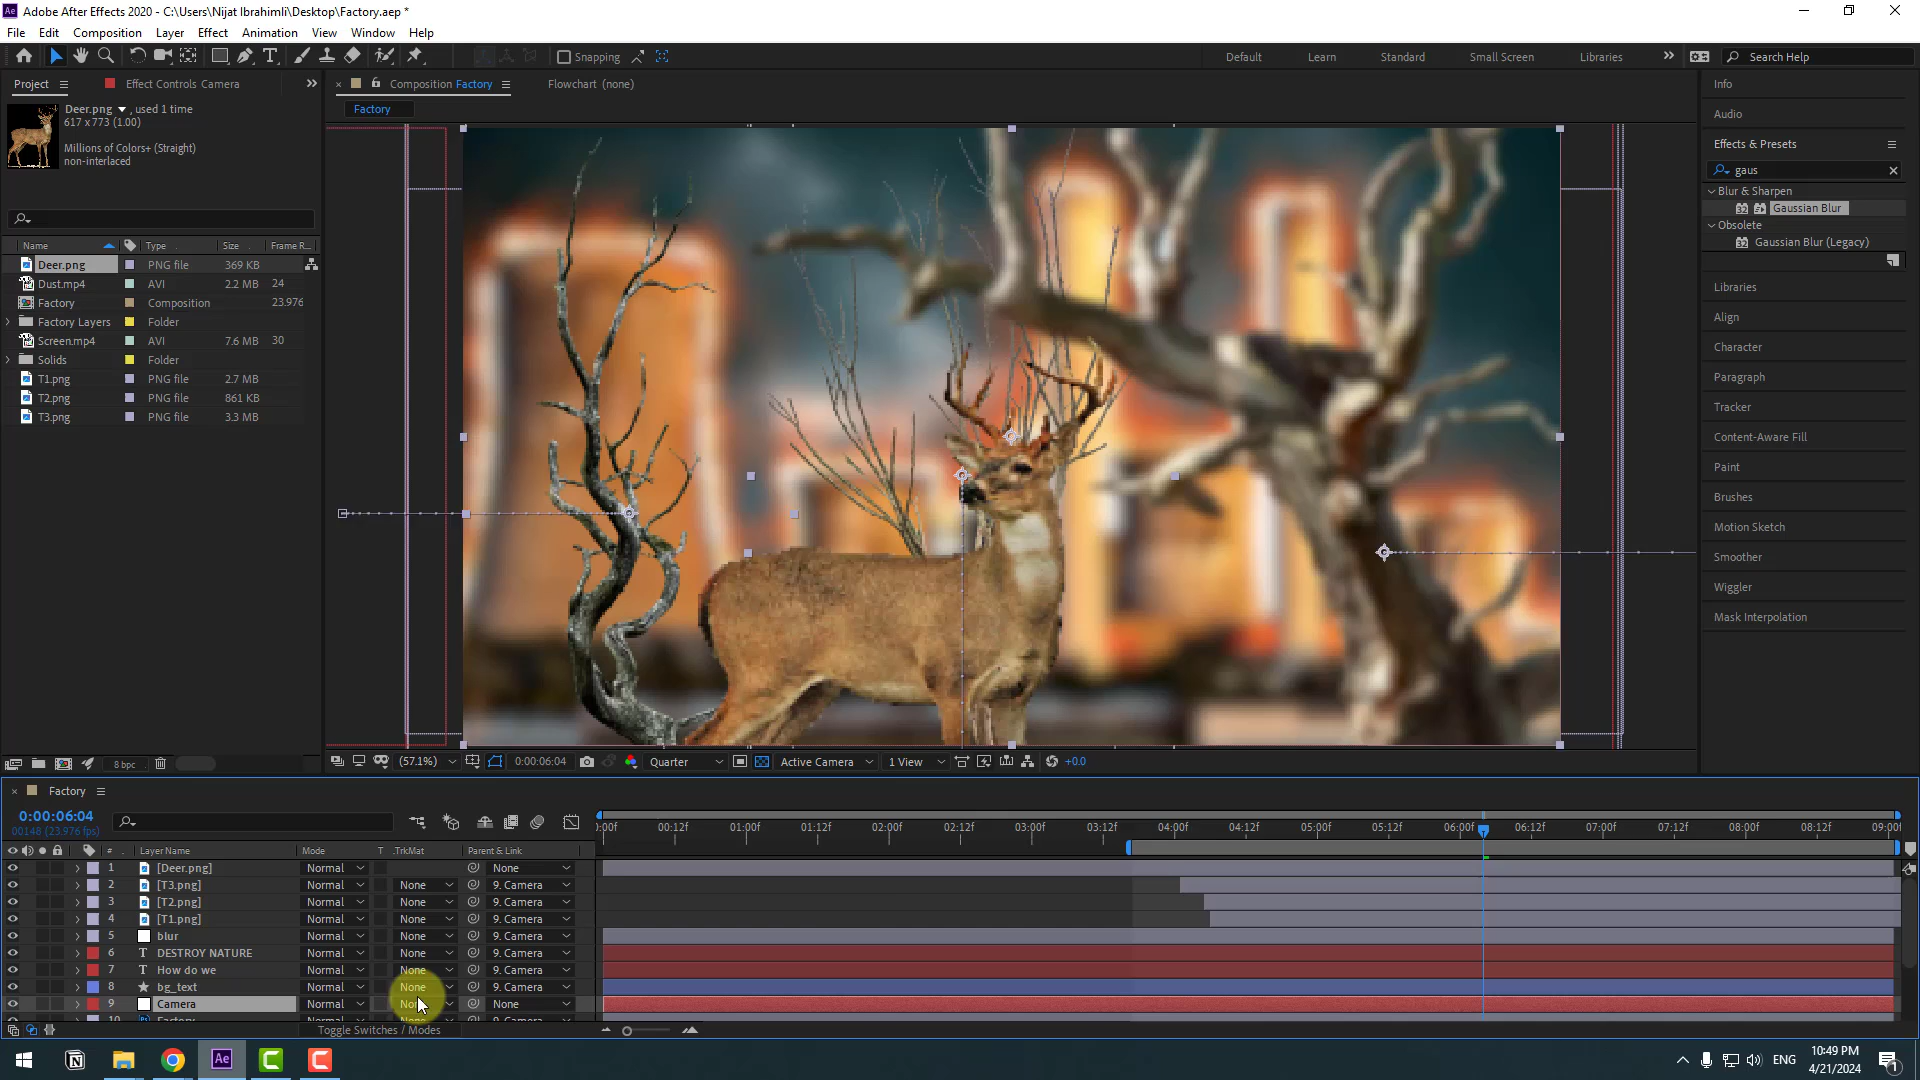 Adobe After Effects 2020 - C:\Users\Nijat Ibrahimli\Desktop\Factory.aep *
File Edit Composition Layer Effect Animation View Window Help
Snapping
Default Learn Standard Small Screen Libraries
Search Help
Project
Effect Controls Camera
Composition Factory
Flowchart (none)
Factory
Deer.png , used 1 time
617 x 773 (1.00)
Millions of Colors+ (Straight)
non-interlaced
Name Type Size Frame R...
Deer.png PNG file 369 KB
Dust.mp4 AVI 2.2 MB 24
Factory Composition 23.976
Factory Layers Folder
Screen.mp4 AVI 7.6 MB 30
Solids Folder
T1.png PNG file 2.7 MB
T2.png PNG file 861 KB
T3.png PNG file 3.3 MB
8 bpc
(57.1%) 0:00:06:04 Quarter Active Camera 1 View +0.0
Info
Audio
Effects & Presets
gaus
Blur & Sharpen
32 Gaussian Blur
Obsolete
32 Gaussian Blur (Legacy)
Libraries
Align
Character
Paragraph
Tracker
Content-Aware Fill
Paint
Brushes
Motion Sketch
Smoother
Wiggler
Mask Interpolation
Factory
0:00:06:04
00148 (23.976 fps)
:00f 00:12f 01:00f 01:12f 02:00f 02:12f 03:00f 03:12f 04:00f 04:12f 05:00f 05:12f 06:00f 06:12f 07:00f 07:12f 08:00f 08:12f 09:00f
# Layer Name Mode T .TrkMat Parent & Link
1 [Deer.png] Normal None
2 [T3.png] Normal None 9. Camera
3 [T2.png] Normal None 9. Camera
4 [T1.png] Normal None 9. Camera
5 blur Normal None 9. Camera
6 T DESTROY NATURE Normal None 9. Camera
7 T How do we Normal None 9. Camera
8 bg_text Normal None 9. Camera
9 Camera Normal None None
10 Factory Normal 9. Camera
Toggle Switches / Modes
Ae
ENG
10:49 PM
4/21/2024
1